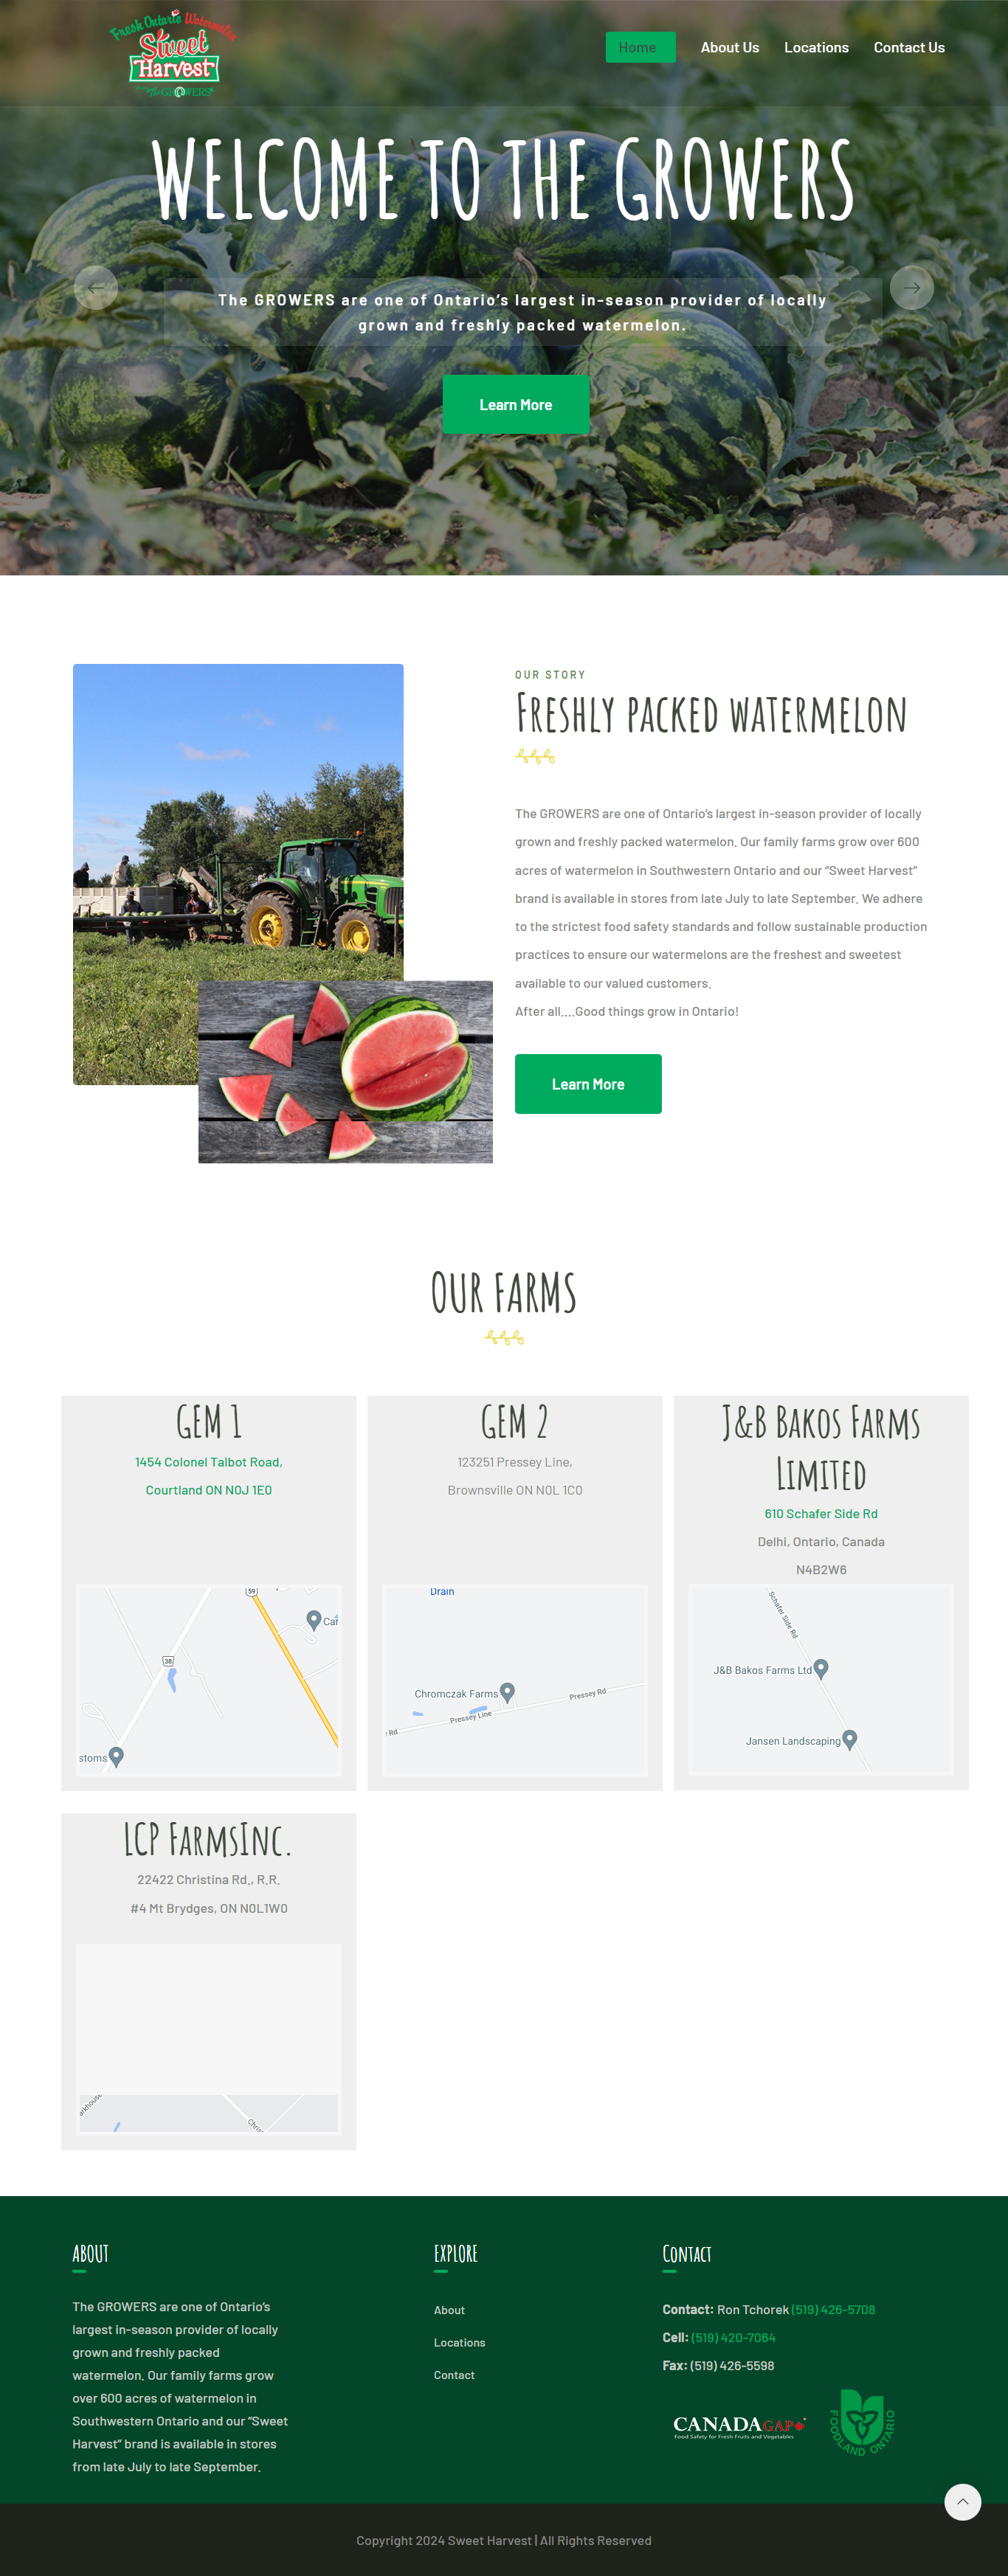 Fresh Ontario Watermelon
Sweet
Harvest
from The GROWERS
Home
About Us
Locations
Contact Us
WELCOME TO THE GROWERS
The GROWERS are one of Ontario’s largest in-season provider of locally
grown and freshly packed watermelon.
Learn More
OUR STORY
Freshly packed watermelon
The GROWERS are one of Ontario’s largest in-season provider of locally
grown and freshly packed watermelon. Our family farms grow over 600
acres of watermelon in Southwestern Ontario and our “Sweet Harvest”
brand is available in stores from late July to late September. We adhere
to the strictest food safety standards and follow sustainable production
practices to ensure our watermelons are the freshest and sweetest
available to our valued customers.
After all….Good things grow in Ontario!
Learn More
OUR FARMS
GEM 1
1454 Colonel Talbot Road,
Courtland ON N0J 1E0
59
Car
38
stoms
GEM 2
123251 Pressey Line,
Brownsville ON N0L 1C0
Drain
Chromczak Farms
Pressey Rd
Pressey Line
r Rd
J&B Bakos Farms
Limited
610 Schafer Side Rd
Delhi, Ontario, Canada
N4B2W6
Schafer Side Rd
J&B Bakos Farms Ltd
Jansen Landscaping
LCP FarmsInc.
22422 Christina Rd., R.R.
#4 Mt Brydges, ON N0L1W0
arkhouse
Chris
ABOUT
The GROWERS are one of Ontario’s
largest in-season provider of locally
grown and freshly packed
watermelon. Our family farms grow
over 600 acres of watermelon in
Southwestern Ontario and our “Sweet
Harvest” brand is available in stores
from late July to late September.
EXPLORE
About
Locations
Contact
Contact
Contact: Ron Tchorek (519) 426-5708
Cell: (519) 420-7064
Fax: (519) 426-5598
CANADAGAP
Food Safety for Fresh Fruits and Vegetables
FOODLAND ONTARIO
Copyright 2024 Sweet Harvest | All Rights Reserved